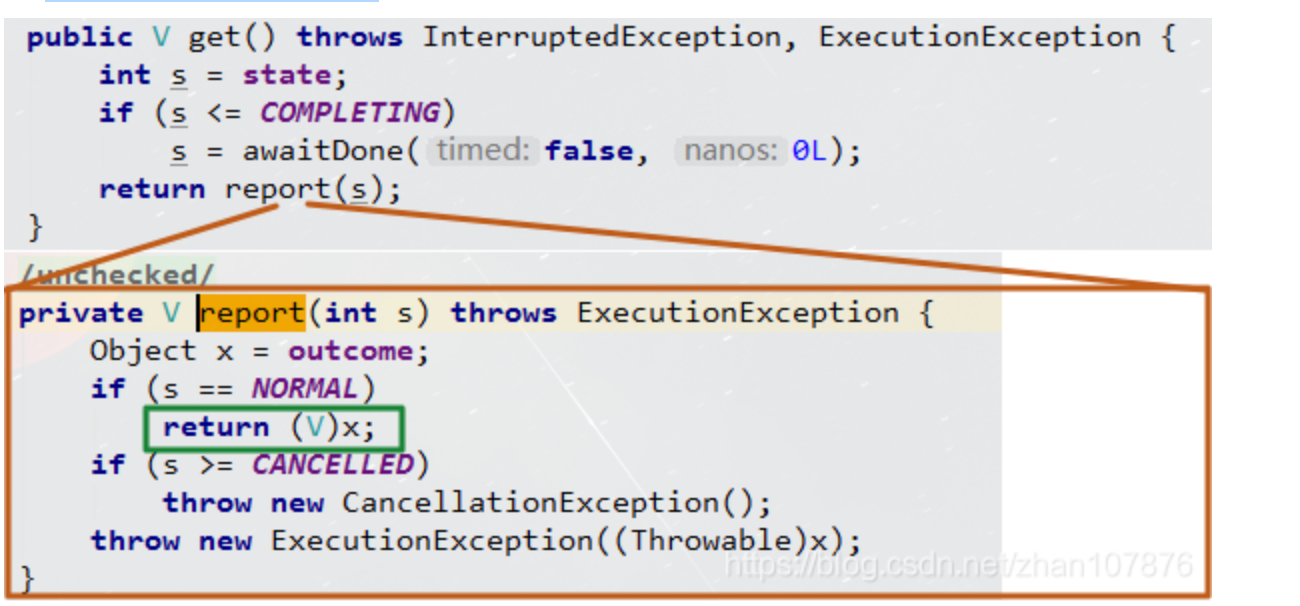 public V get() throws InterruptedException, ExecutionException {
    int s = state;
    if (s <= COMPLETING)
        s = awaitDone( timed: false, nanos: 0L);
    return report(s);
}
/unchecked/
private V report(int s) throws ExecutionException {
    Object x = outcome;
    if (s == NORMAL)
        return (V)x;
    if (s >= CANCELLED)
        throw new CancellationException();
    throw new ExecutionException((Throwable)x);
https://blog.csdn.net/zhan107876
}